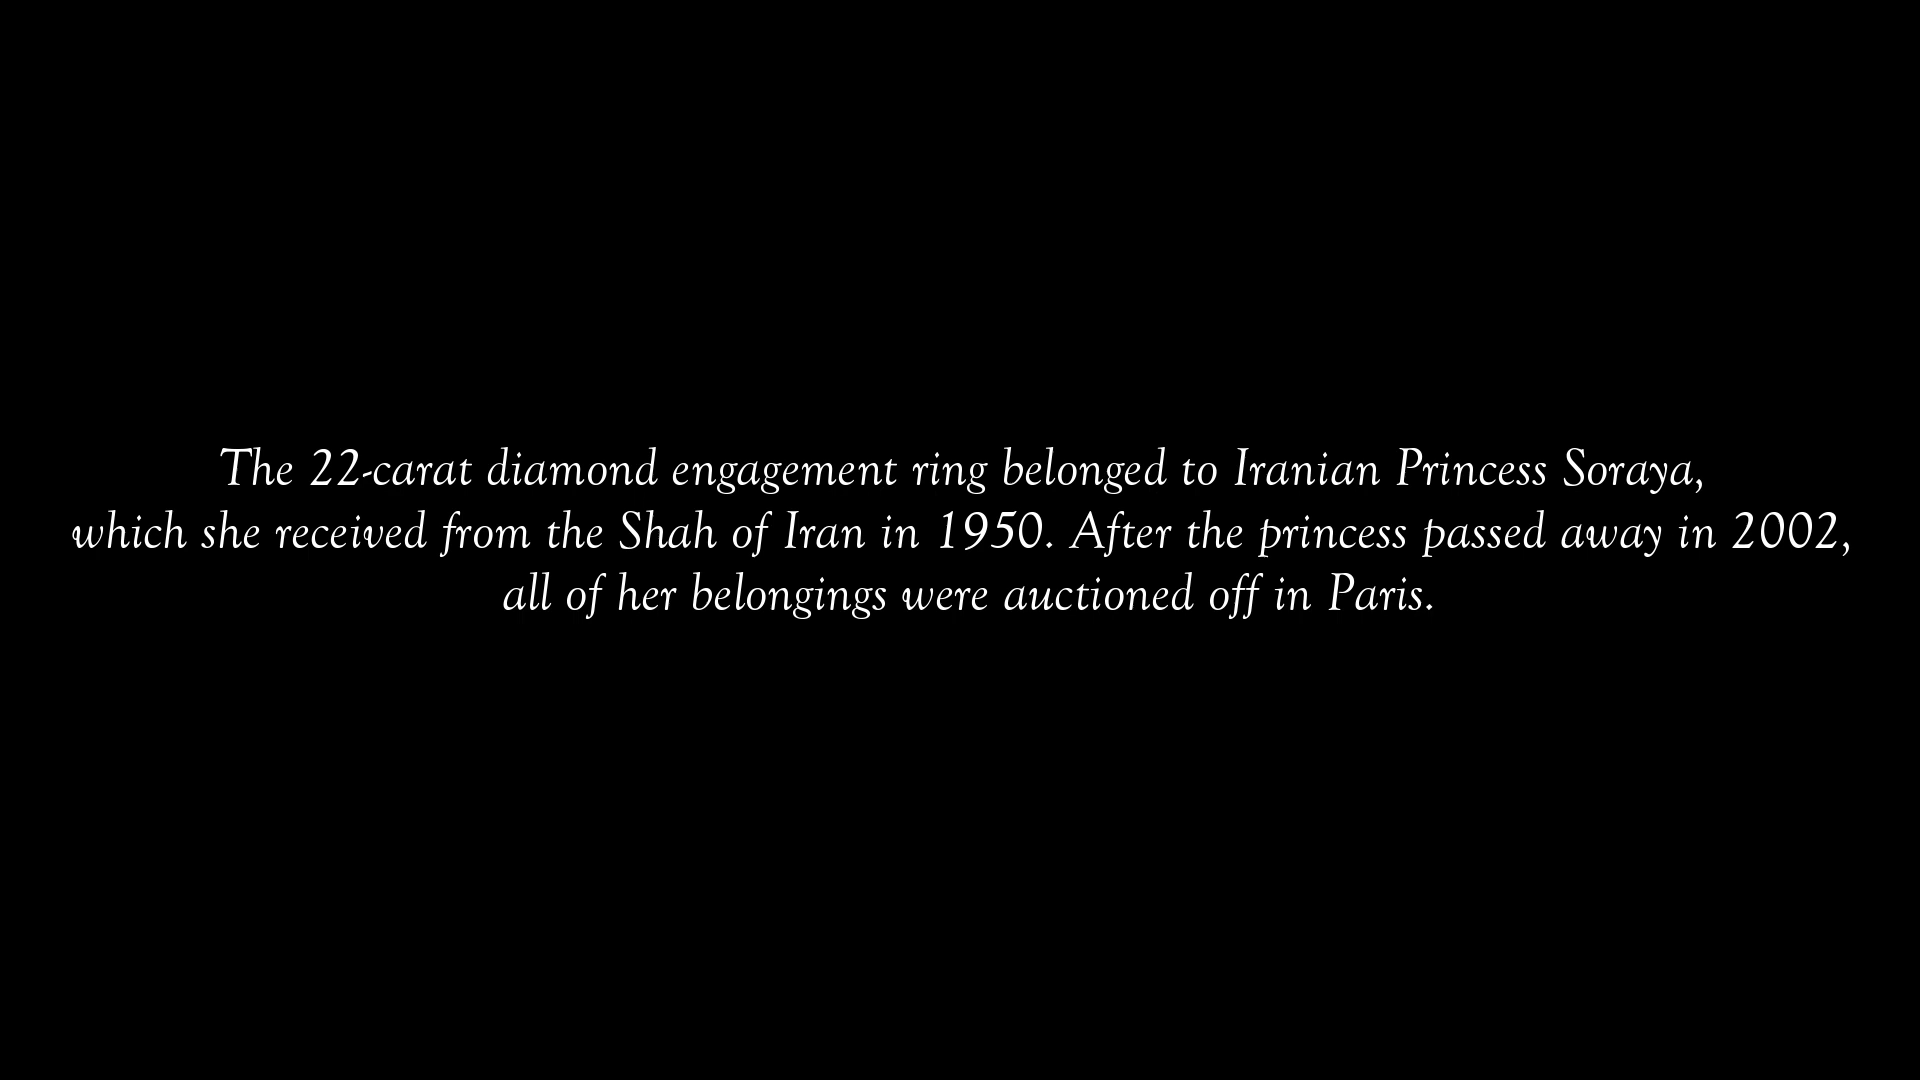 The 22-carat diamond engagement ring belonged to Iranian Princess Soraya,
which she received from the Shah of Iran in 1950. After the princess passed away in 2002,
all of her belongings were auctioned off in Paris.